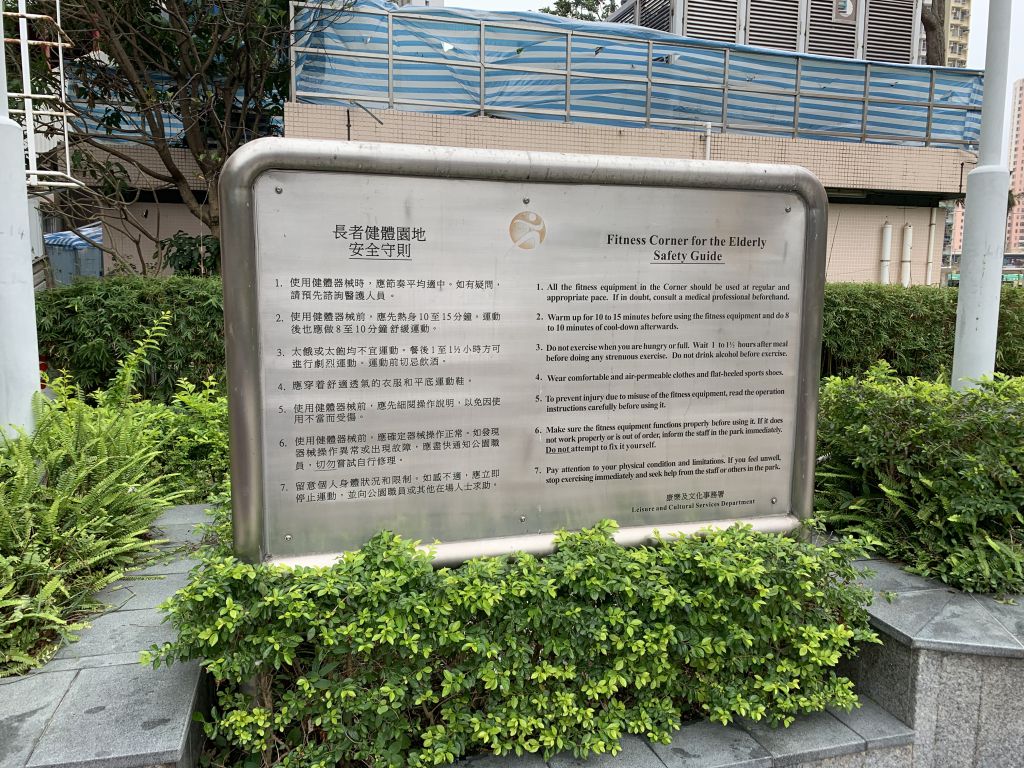 長者健體園地
安全守則
1. 使用健體器械時，應節奏平均適中。如有疑問，
請預先諮詢醫護人員。
2. 使用健體器械前，應先熱身10至15分鐘，運動
後也應做8至10分鐘舒緩運動。
3. 太餓或太飽均不宜運動。餐後1至1½小時方可
進行劇烈運動。運動前切忌飲酒。
4. 應穿着舒適透氣的衣服和平底運動鞋。
5. 使用健體器械前，應先細閱操作說明，以免因使
用不當而受傷。
6. 使用健體器械前，應確定器械操作正常。如發現
器械操作異常或出現故障，應盡快通知公園職
員，切勿嘗試自行修理。
7. 留意個人身體狀況和限制。如感不適，應立即
停止運動，並向公園職員或其他在場人士求助。
Fitness Corner for the Elderly
Safety Guide
1. All the fitness equipment in the Corner should be used at regular and
appropriate pace. If in doubt, consult a medical professional beforehand.
2. Warm up for 10 to 15 minutes before using the fitness equipment and do 8
to 10 minutes of cool-down afterwards.
3. Do not exercise when you are hungry or full. Wait 1 to 1½ hours after meal
before doing any strenuous exercise. Do not drink alcohol before exercise.
4. Wear comfortable and air-permeable clothes and flat-heeled sports shoes.
5. To prevent injury due to misuse of the fitness equipment, read the operation
instructions carefully before using it.
6. Make sure the fitness equipment functions properly before using it. If it does
not work properly or is out of order, inform the staff in the park immediately.
Do not attempt to fix it yourself.
7. Pay attention to your physical condition and limitations. If you feel unwell,
stop exercising immediately and seek help from the staff or others in the park.
康樂及文化事務署
Leisure and Cultural Services Department